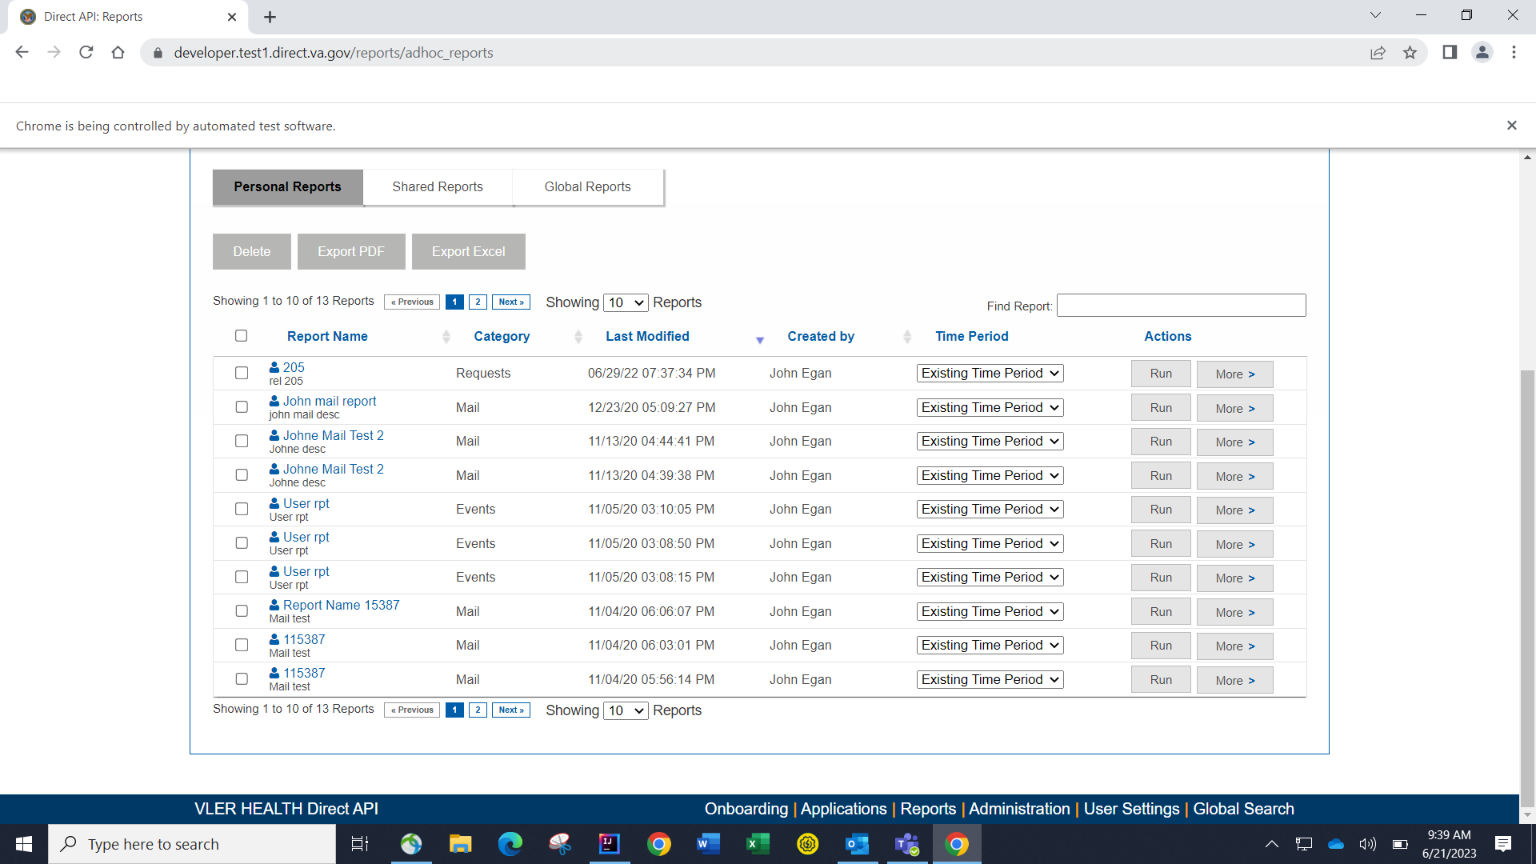 Direct API: Reports
developer.test1.direct.va.gov/reports/adhoc_reports
Chrome is being controlled by automated test software.
Personal Reports Shared Reports Global Reports
Delete Export PDF Export Excel
Showing 1 to 10 of 13 Reports « Previous 1 2 Next » Showing 10 Reports Find Report:
Report Name Category Last Modified Created by Time Period Actions
205 Requests 06/29/22 07:37:34 PM John Egan Existing Time Period Run More >
rel 205
John mail report Mail 12/23/20 05:09:27 PM John Egan Existing Time Period Run More >
john mail desc
Johne Mail Test 2 Mail 11/13/20 04:44:41 PM John Egan Existing Time Period Run More >
Johne desc
Johne Mail Test 2 Mail 11/13/20 04:39:38 PM John Egan Existing Time Period Run More >
Johne desc
User rpt Events 11/05/20 03:10:05 PM John Egan Existing Time Period Run More >
User rpt
User rpt Events 11/05/20 03:08:50 PM John Egan Existing Time Period Run More >
User rpt
User rpt Events 11/05/20 03:08:15 PM John Egan Existing Time Period Run More >
User rpt
Report Name 15387 Mail 11/04/20 06:06:07 PM John Egan Existing Time Period Run More >
Mail test
115387 Mail 11/04/20 06:03:01 PM John Egan Existing Time Period Run More >
Mail test
115387 Mail 11/04/20 05:56:14 PM John Egan Existing Time Period Run More >
Mail test
Showing 1 to 10 of 13 Reports « Previous 1 2 Next » Showing 10 Reports
VLER HEALTH Direct API Onboarding | Applications | Reports | Administration | User Settings | Global Search
Type here to search
9:39 AM
6/21/2023